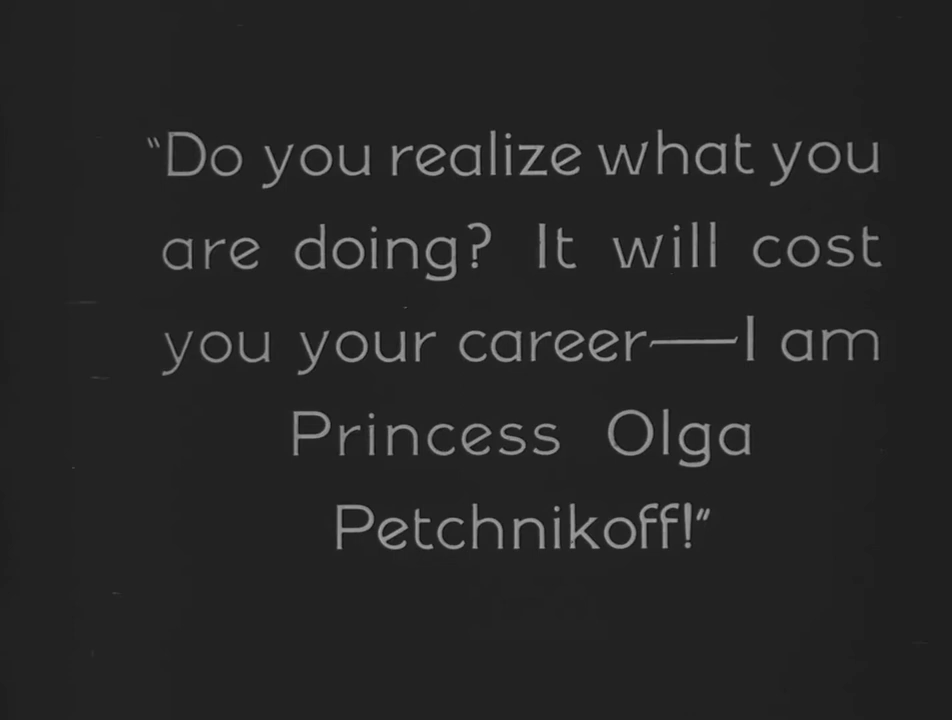 "Do you realize what you
are doing? It will cost
you your career—I am
Princess Olga
Petchnikoff!"